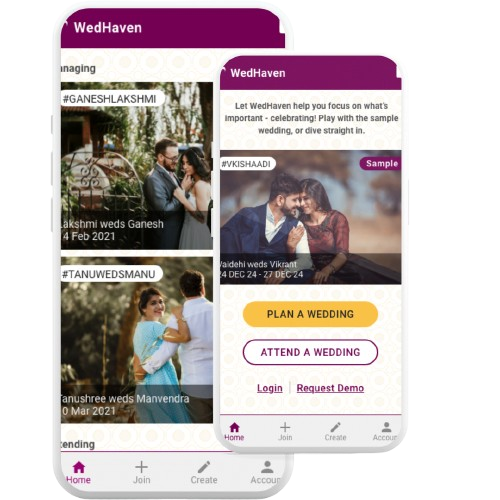 WedHaven
anaging
#GANESHLAKSHMI
akshmi weds Ganesh
4 Feb 2021
#TANUWEDSMANU
Tanushree weds Manvendra
0 Mar 2021
tending
Home
Join
Create
Accoun
WedHaven
Let WedHaven help you focus on what's
important - celebrating! Play with the sample
wedding, or dive straight in.
#VKISHAADI
Sample
Vaidehi weds Vikrant
24 DEC 24 - 27 DEC 24
PLAN A WEDDING
ATTEND A WEDDING
Login
Request Demo
Home
Join
Create
Accoun